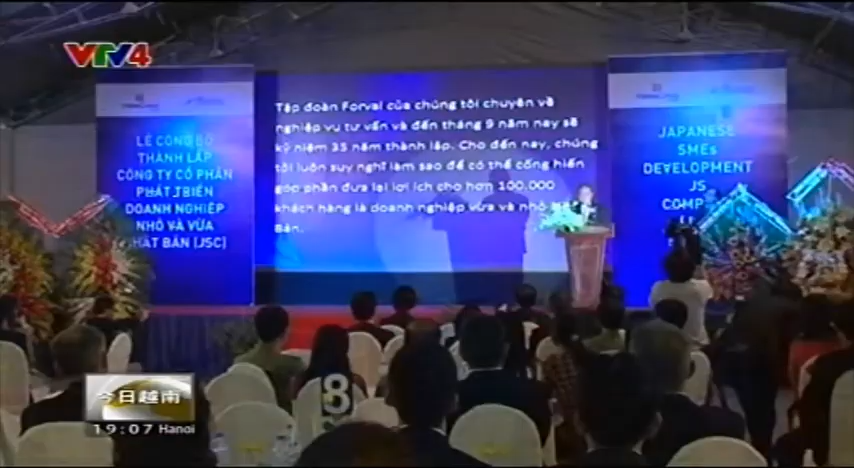 VTV4
Tập đoàn Forval của chúng tôi chuyên về
nghiệp vụ tư vấn và đến tháng 9 năm nay sẽ
kỷ niệm 35 năm thành lập. Cho đến nay, chúng
tôi luôn suy nghĩ làm sao để có thể cống hiến
góp phần đưa lại lợi ích cho hơn 100.000
khách hàng là doanh nghiệp vừa và nhỏ
Bản.
LỄ CÔNG BỐ
THÀNH LẬP
CÔNG TY CỔ PHẦN
PHÁT TRIỂN
DOANH NGHIỆP
NHỎ VÀ VỪA
NHẬT BẢN (JSC)
JAPANESE
SMEs
DEVELOPMENT
JS
COMP
8
今日越南
19:07 Hanoi